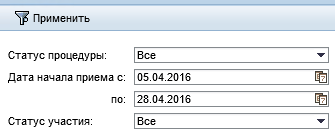 Применить
Статус процедуры: Все
Дата начала приема с: 05.04.2016
по: 28.04.2016
Статус участия: Все